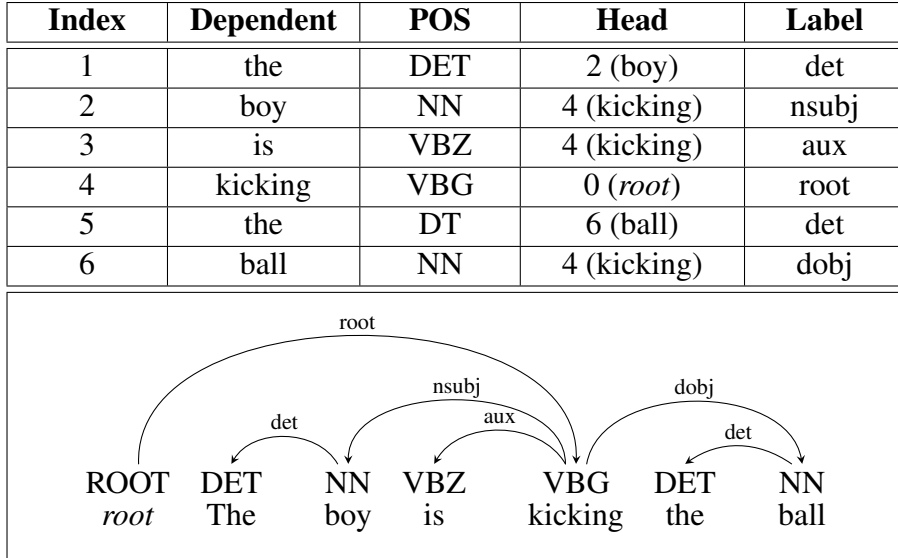 Index Dependent POS Head Label
1 the DET 2 (boy) det
2 boy NN 4 (kicking) nsubj
3 is VBZ 4 (kicking) aux
4 kicking VBG 0 (root) root
5 the DT 6 (ball) det
6 ball NN 4 (kicking) dobj
root
nsubj dobj
det aux det
ROOT DET NN VBZ VBG DET NN
root The boy is kicking the ball